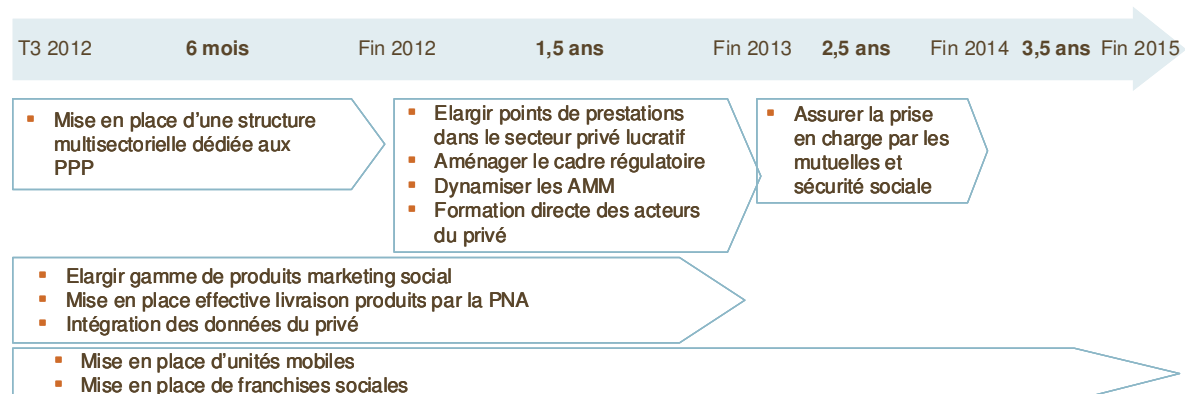 T3 2012 6 mois Fin 2012 1,5 ans Fin 2013 2,5 ans Fin 2014 3,5 ans Fin 2015
▪ Mise en place d'une structure
multisectorielle dédiée aux
PPP
▪ Elargir points de prestations
dans le secteur privé lucratif
▪ Aménager le cadre régulatoire
▪ Dynamiser les AMM
▪ Formation directe des acteurs
du privé
▪ Assurer la prise
en charge par les
mutuelles et
sécurité sociale
▪ Elargir gamme de produits marketing social
▪ Mise en place effective livraison produits par la PNA
▪ Intégration des données du privé
▪ Mise en place d'unités mobiles
▪ Mise en place de franchises sociales